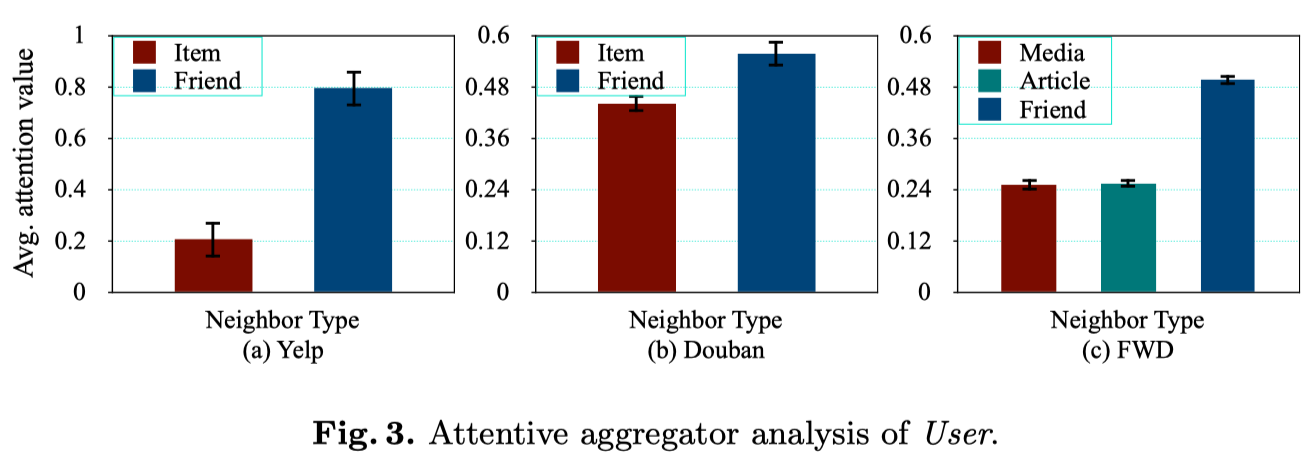 Avg. attention value
1
0.8
0.6
0.4
0.2
0
Item
Friend
Neighbor Type
(a) Yelp
0.6
0.48
0.36
0.24
0.12
0
Item
Friend
Neighbor Type
(b) Douban
0.6
0.48
0.36
0.24
0.12
0
Media
Article
Friend
Neighbor Type
(c) FWD
Fig. 3. Attentive aggregator analysis of User.